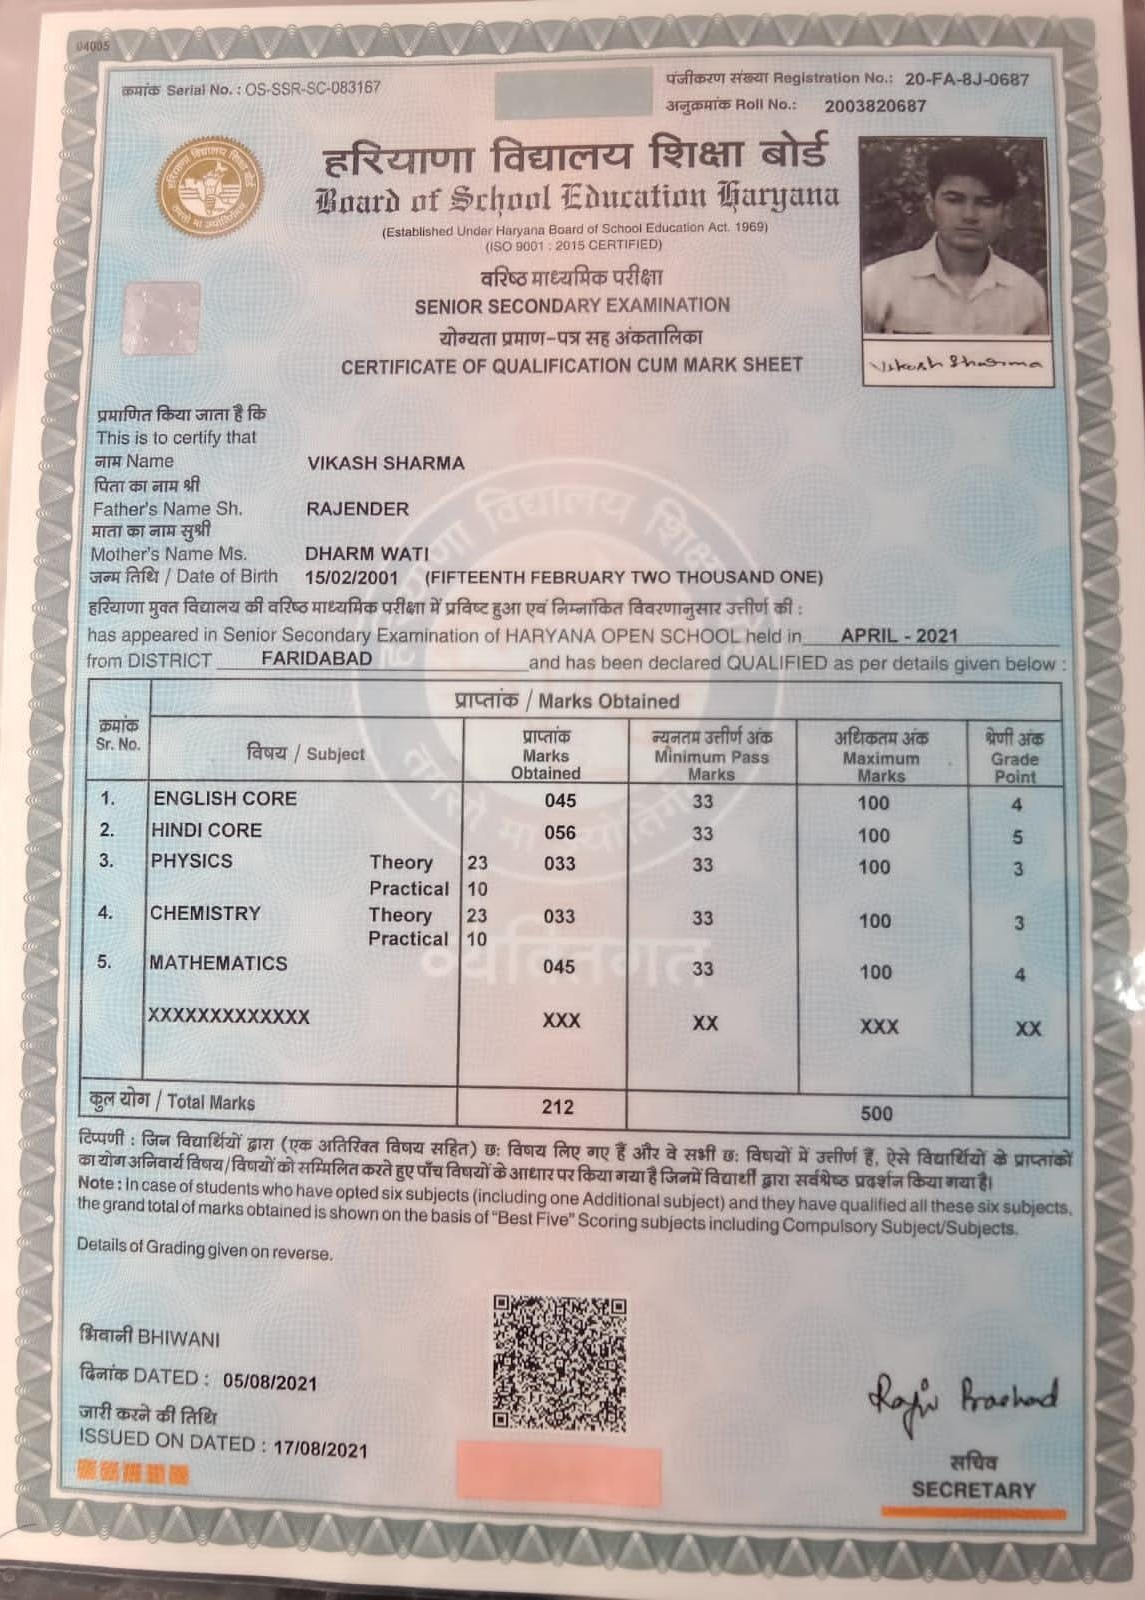 04005
क्रमांक Serial No. : OS-SSR-SC-083167
पंजीकरण संख्या Registration No.: 20-FA-8J-0687
अनुक्रमांक Roll No.: 2003820687
हरियाणा विद्यालय शिक्षा बोर्ड
Board of School Education Haryana
(Established Under Haryana Board of School Education Act. 1969)
(ISO 9001 : 2015 CERTIFIED)
वरिष्ठ माध्यमिक परीक्षा
SENIOR SECONDARY EXAMINATION
योग्यता प्रमाण-पत्र सह अंकतालिका
CERTIFICATE OF QUALIFICATION CUM MARK SHEET
Vikash Sharma
प्रमाणित किया जाता है कि
This is to certify that
नाम Name VIKASH SHARMA
पिता का नाम श्री
Father's Name Sh. RAJENDER
माता का नाम सुश्री
Mother's Name Ms. DHARM WATI
जन्म तिथि / Date of Birth 15/02/2001 (FIFTEENTH FEBRUARY TWO THOUSAND ONE)
हरियाणा मुक्त विद्यालय की वरिष्ठ माध्यमिक परीक्षा में प्रविष्ट हुआ एवं निम्नांकित विवरणानुसार उत्तीर्ण की :
has appeared in Senior Secondary Examination of HARYANA OPEN SCHOOL held in APRIL - 2021
from DISTRICT FARIDABAD and has been declared QUALIFIED as per details given below :
प्राप्तांक / Marks Obtained
क्रमांक Sr. No. विषय / Subject प्राप्तांक Marks Obtained न्यूनतम उत्तीर्ण अंक Minimum Pass Marks अधिकतम अंक Maximum Marks श्रेणी अंक Grade Point
1. ENGLISH CORE 045 33 100 4
2. HINDI CORE 056 33 100 5
3. PHYSICS Theory 23 033 33 100 3
Practical 10
4. CHEMISTRY Theory 23 033 33 100 3
Practical 10
5. MATHEMATICS 045 33 100 4
व्यक्तिगत
XXXXXXXXXXXXX XXX XX XXX XX
कुल योग / Total Marks 212 500
टिप्पणी : जिन विद्यार्थियों द्वारा (एक अतिरिक्त विषय सहित) छः विषय लिए गए हैं और वे सभी छः विषयों में उत्तीर्ण हैं, ऐसे विद्यार्थियों के प्राप्तांकों
का योग अनिवार्य विषय/विषयों को सम्मिलित करते हुए पाँच विषयों के आधार पर किया गया है जिनमें विद्यार्थी द्वारा सर्वश्रेष्ठ प्रदर्शन किया गया है।
Note : In case of students who have opted six subjects (including one Additional subject) and they have qualified all these six subjects,
the grand total of marks obtained is shown on the basis of "Best Five" Scoring subjects including Compulsory Subject/Subjects.
Details of Grading given on reverse.
भिवानी BHIWANI
दिनांक DATED : 05/08/2021
जारी करने की तिथि
ISSUED ON DATED : 17/08/2021
Rajiv Prashad
सचिव
SECRETARY